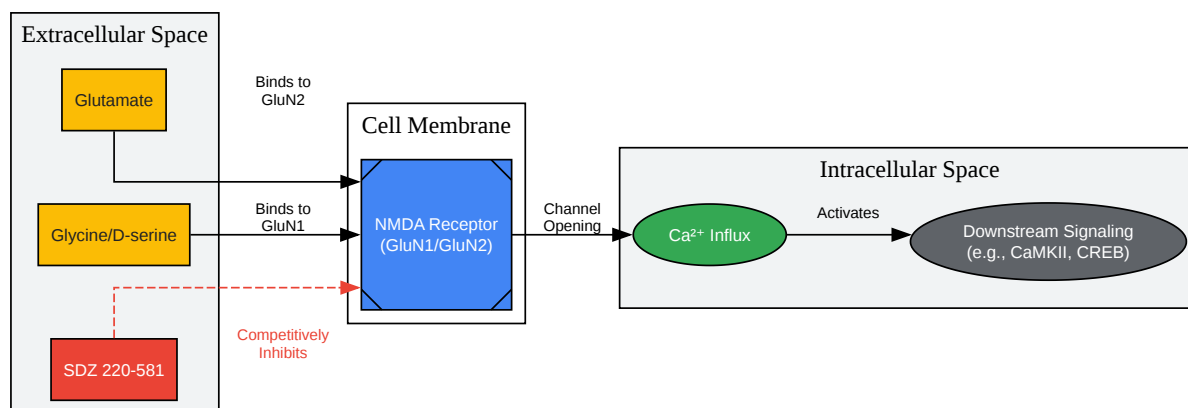 Extracellular Space
Glutamate
Binds to
GluN2
Cell Membrane
Glycine/D-serine
Binds to
GluN1
NMDA Receptor
(GluN1/GluN2)
Channel
Opening
Intracellular Space
Ca²⁺ Influx
Activates
Downstream Signaling
(e.g., CaMKII, CREB)
Competitively
Inhibits
SDZ 220-581